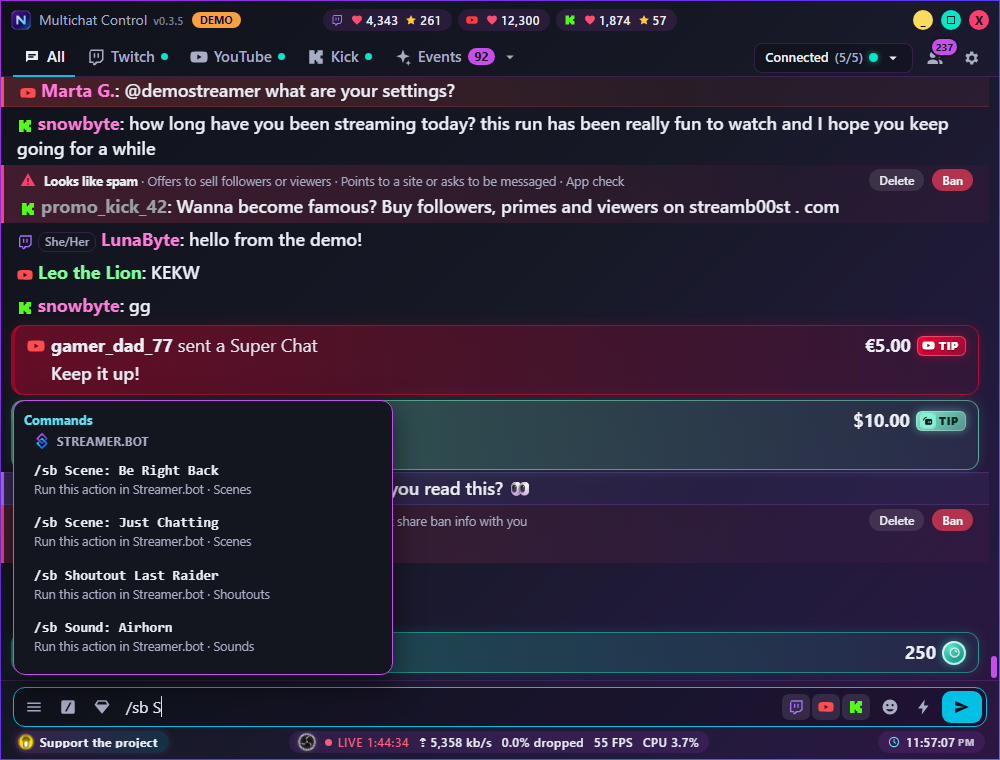 Multichat Control v0.3.5 DEMO
4,343 261
12,300
1,874 57
All Twitch YouTube Kick Events 92
Connected (5/5)
237
Marta G.: @demostreamer what are your settings?
snowbyte: how long have you been streaming today? this run has been really fun to watch and I hope you keep
going for a while
Looks like spam · Offers to sell followers or viewers · Points to a site or asks to be messaged · App check
Delete Ban
promo_kick_42: Wanna become famous? Buy followers, primes and viewers on streamb00st . com
She/Her LunaByte: hello from the demo!
Leo the Lion: KEKW
snowbyte: gg
gamer_dad_77 sent a Super Chat
€5.00 TIP
Keep it up!
$10.00 TIP
you read this? 👀
share ban info with you
Delete Ban
250
Commands
STREAMER.BOT
/sb Scene: Be Right Back
Run this action in Streamer.bot · Scenes
/sb Scene: Just Chatting
Run this action in Streamer.bot · Scenes
/sb Shoutout Last Raider
Run this action in Streamer.bot · Shoutouts
/sb Sound: Airhorn
Run this action in Streamer.bot · Sounds
/sb S
Support the project
LIVE 1:44:34 5,358 kb/s 0.0% dropped 55 FPS CPU 3.7%
11:57:07 PM